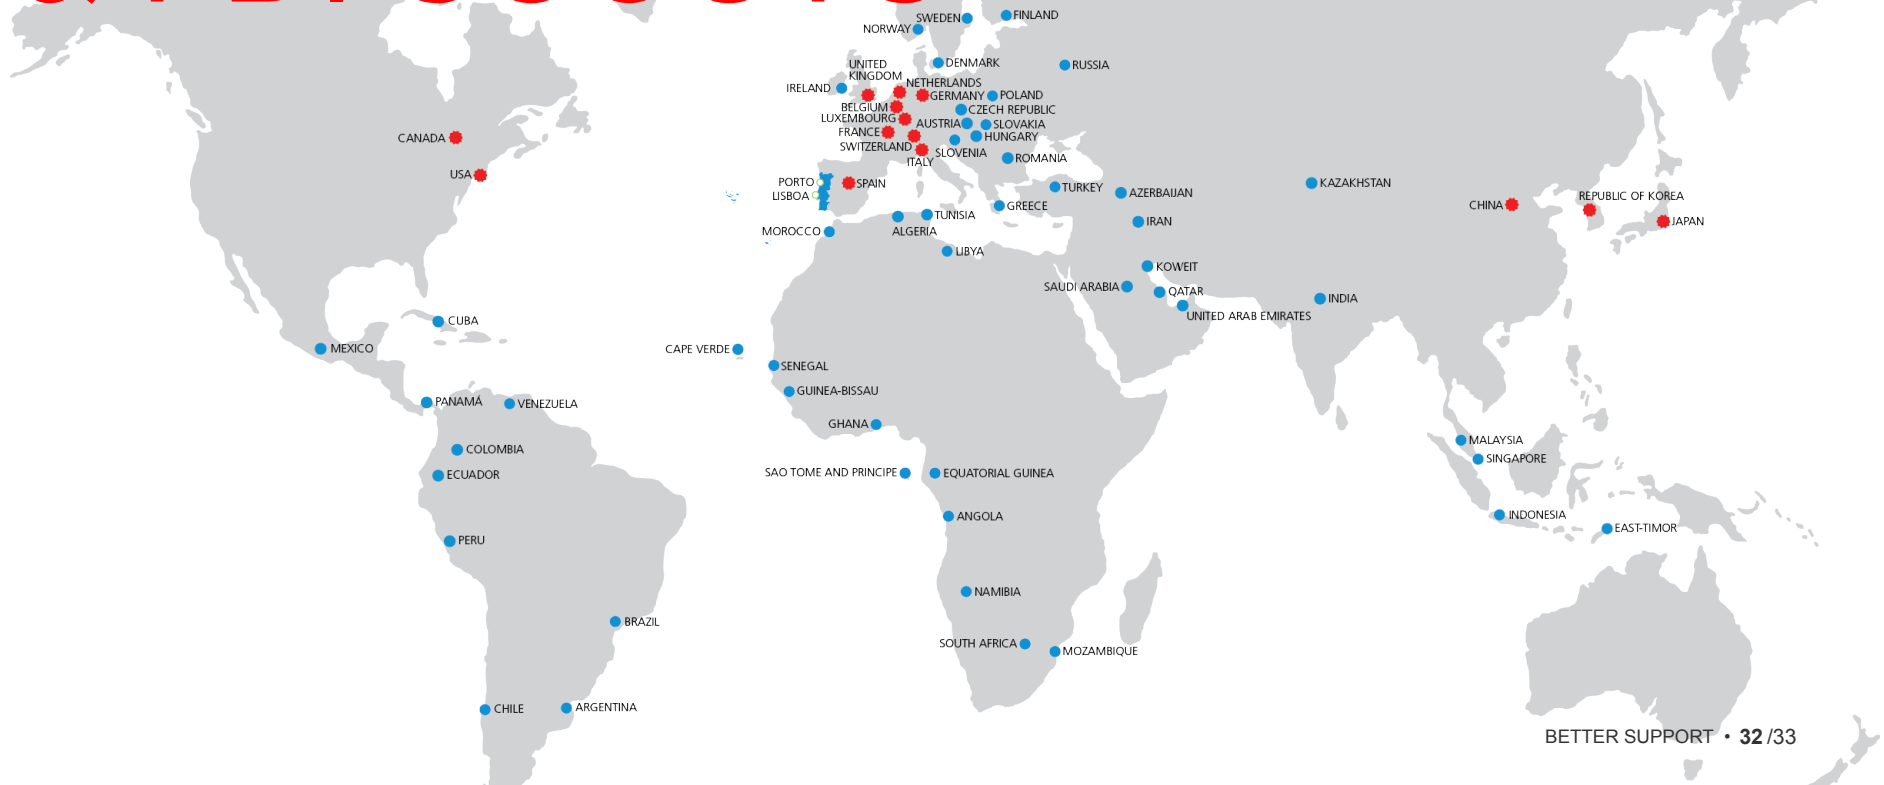 SWEDEN
FINLAND
NORWAY
DENMARK
RUSSIA
UNITED
KINGDOM
NETHERLANDS
IRELAND
GERMANY
POLAND
BELGIUM
CZECH REPUBLIC
LUXEMBOURG
AUSTRIA
SLOVAKIA
FRANCE
HUNGARY
CANADA
SWITZERLAND
SLOVENIA
ITALY
ROMANIA
USA
PORTO
SPAIN
LISBOA
TURKEY
AZERBAIJAN
KAZAKHSTAN
GREECE
CHINA
REPUBLIC OF KOREA
JAPAN
TUNISIA
ALGERIA
IRAN
MOROCCO
LIBYA
KOWEIT
SAUDI ARABIA
QATAR
UNITED ARAB EMIRATES
INDIA
CUBA
MEXICO
CAPE VERDE
SENEGAL
GUINEA-BISSAU
PANAMÁ
VENEZUELA
GHANA
COLOMBIA
ECUADOR
MALAYSIA
SINGAPORE
SAO TOME AND PRINCIPE
EQUATORIAL GUINEA
ANGOLA
INDONESIA
EAST-TIMOR
PERU
NAMIBIA
BRAZIL
SOUTH AFRICA
MOZAMBIQUE
CHILE
ARGENTINA
BETTER SUPPORT • 32/33